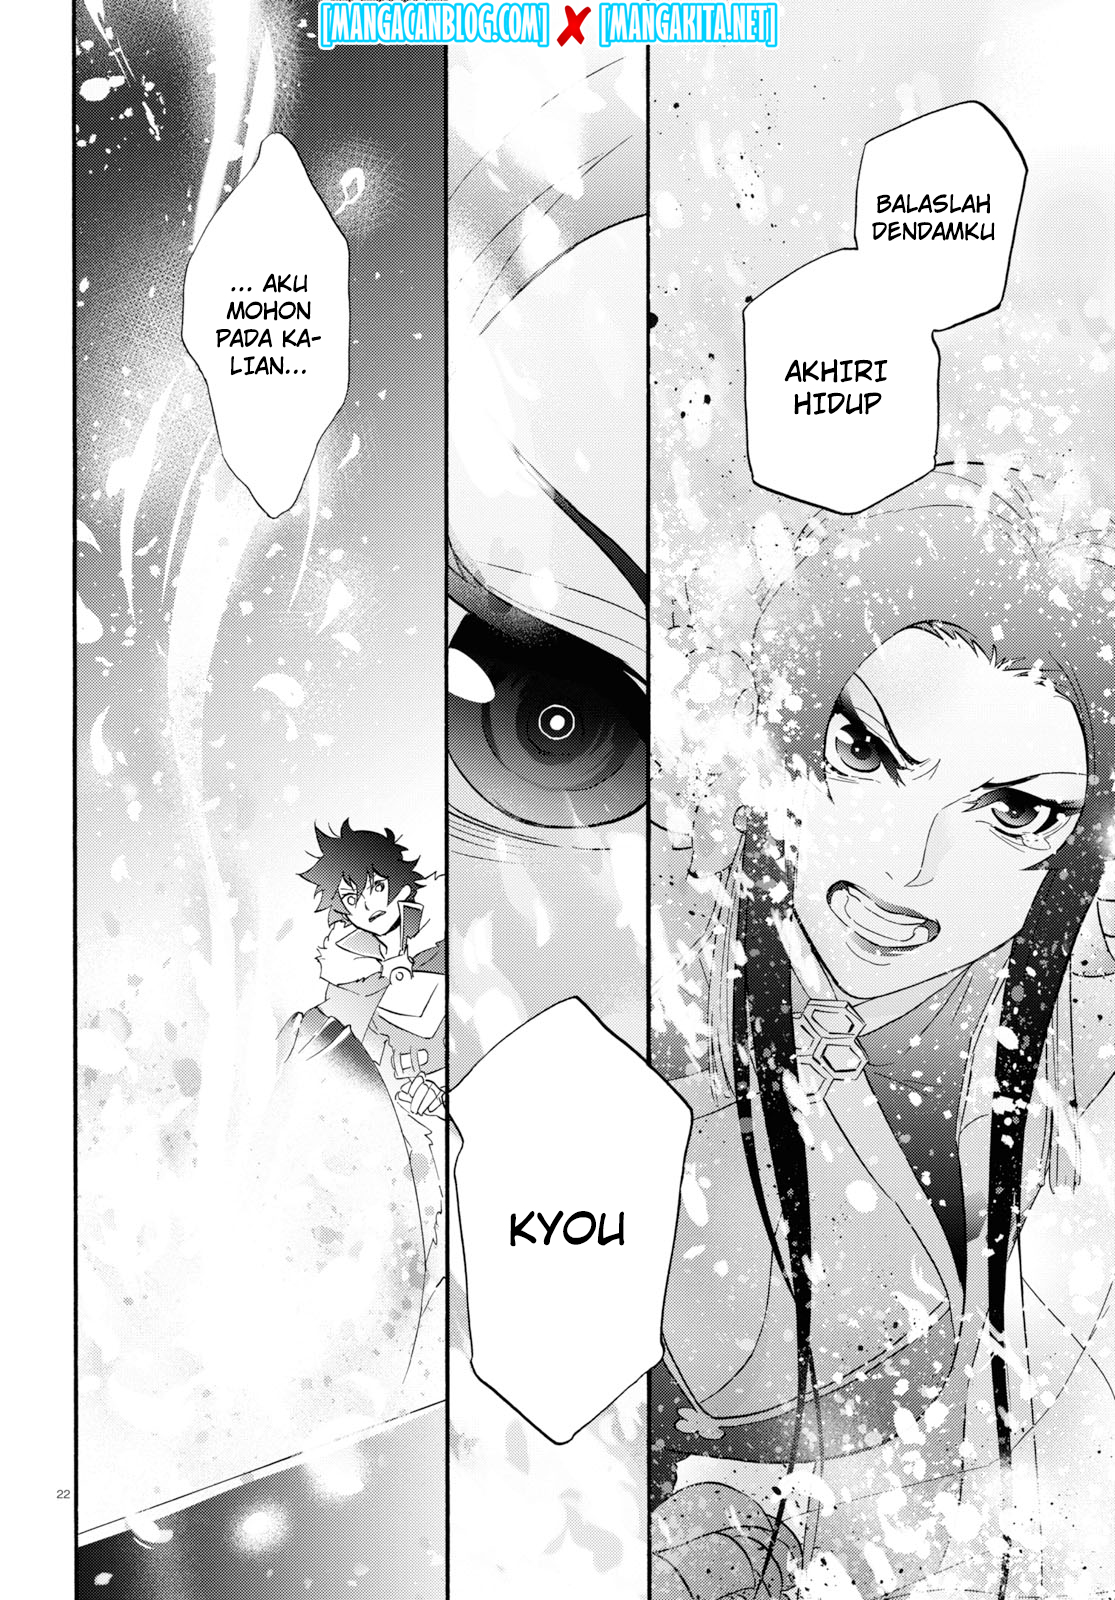 [MANGACANBLOG.COM] X [MANGAKITA.NET]
BALASLAH
DENDAMKU
AKHIRI
HIDUP
KYOU
... AKU
MOHON
PADA KA-
LIAN...
22